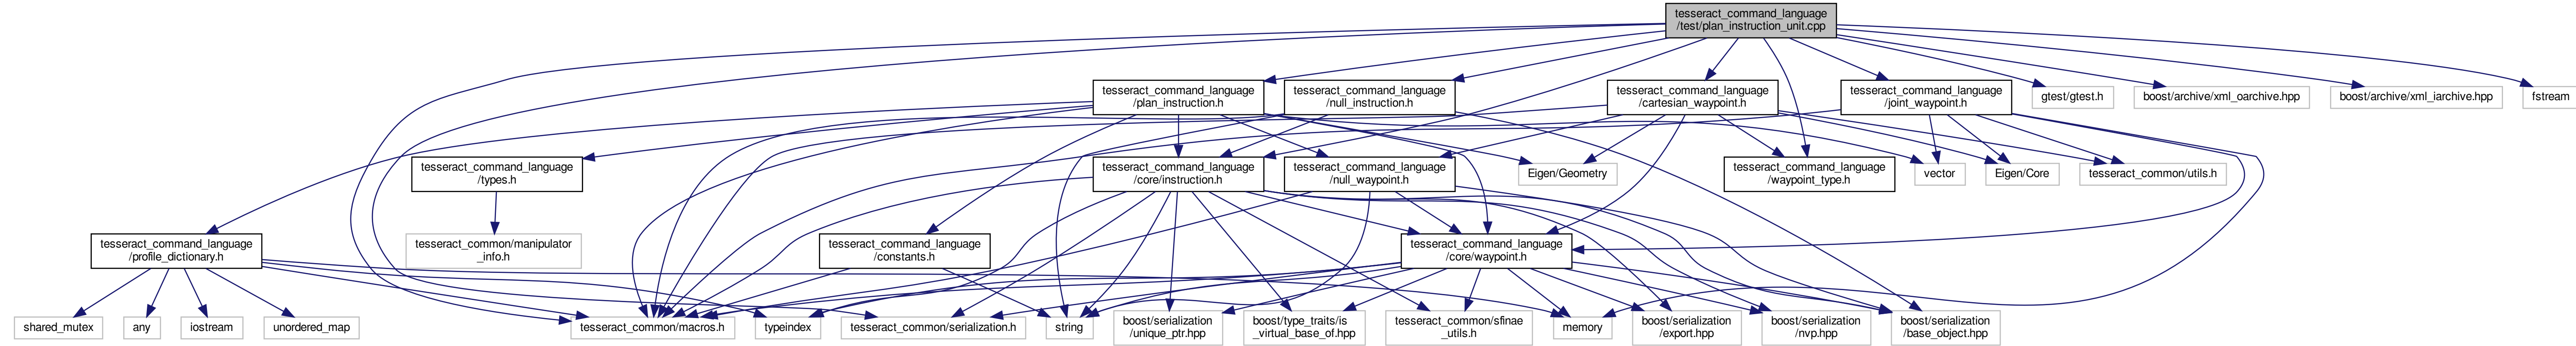 tesseract_command_language
/test/plan_instruction_unit.cpp
tesseract_command_language
/plan_instruction.h
tesseract_command_language
/null_instruction.h
tesseract_command_language
/cartesian_waypoint.h
tesseract_command_language
/joint_waypoint.h
gtest/gtest.h
boost/archive/xml_oarchive.hpp
boost/archive/xml_iarchive.hpp
fstream
tesseract_command_language
/types.h
tesseract_command_language
/core/instruction.h
tesseract_command_language
/null_waypoint.h
Eigen/Geometry
tesseract_command_language
/waypoint_type.h
vector
Eigen/Core
tesseract_common/utils.h
tesseract_command_language
/profile_dictionary.h
tesseract_common/manipulator
_info.h
tesseract_command_language
/constants.h
tesseract_command_language
/core/waypoint.h
shared_mutex
any
iostream
unordered_map
tesseract_common/macros.h
typeindex
tesseract_common/serialization.h
string
boost/serialization
/unique_ptr.hpp
boost/type_traits/is
_virtual_base_of.hpp
tesseract_common/sfinae
_utils.h
memory
boost/serialization
/export.hpp
boost/serialization
/nvp.hpp
boost/serialization
/base_object.hpp